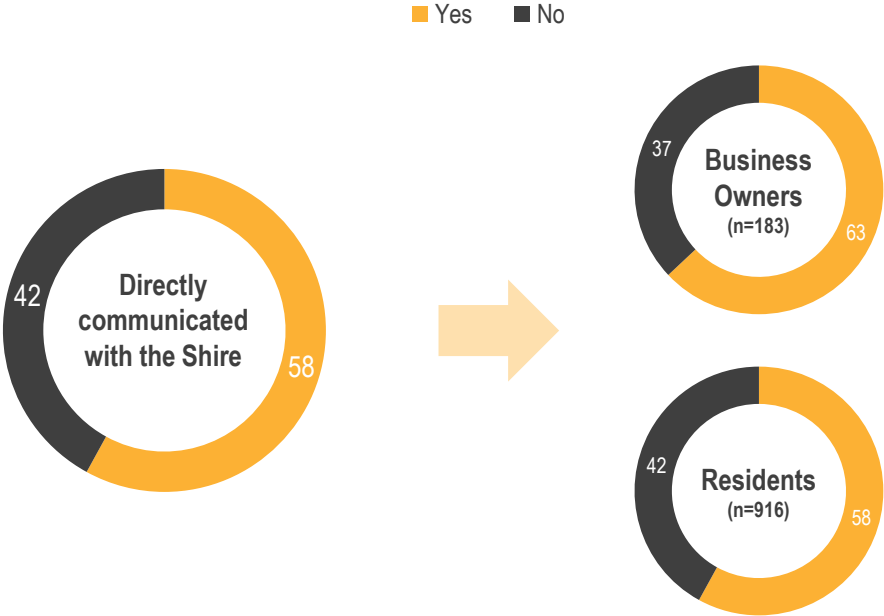 Yes No
42
Directly
communicated
with the Shire
58
37
Business
Owners
(n=183)
63
42
Residents
(n=916)
58